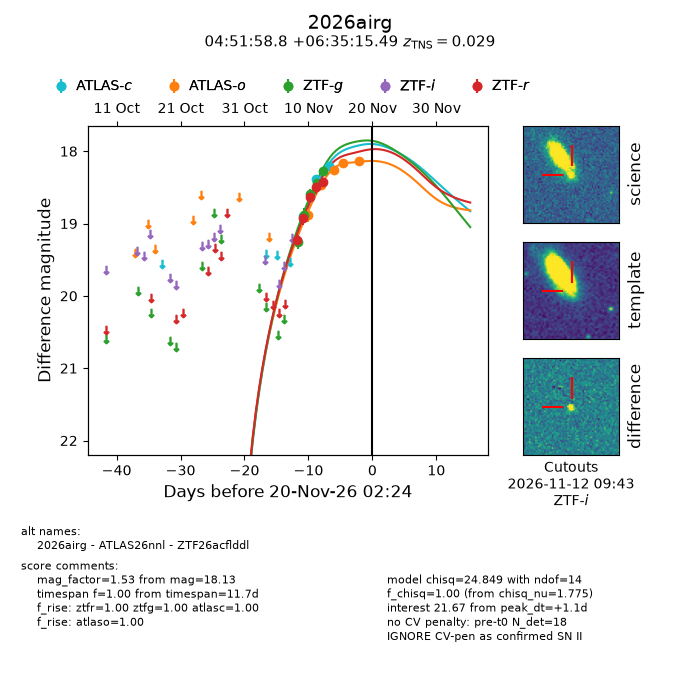 2026airg
04:51:58.8 +06:35:15.49 zTNS = 0.029
ATLAS-c
ATLAS-o
ZTF-g
ZTF-i
ZTF-r
11 Oct
21 Oct
31 Oct
10 Nov
20 Nov
30 Nov
18
19
20
21
22
Difference magnitude
−40
−30
−20
−10
0
10
Days before 20-Nov-26 02:24
science
template
difference
Cutouts
2026-11-12 09:43
ZTF-i
alt names:
2026airg - ATLAS26nnl - ZTF26acflddl
score comments:
mag_factor=1.53 from mag=18.13
timespan f=1.00 from timespan=11.7d
f_rise: ztfr=1.00 ztfg=1.00 atlasc=1.00
f_rise: atlaso=1.00
model chisq=24.849 with ndof=14
f_chisq=1.00 (from chisq_nu=1.775)
interest 21.67 from peak_dt=+1.1d
no CV penalty: pre-t0 N_det=18
IGNORE CV-pen as confirmed SN II